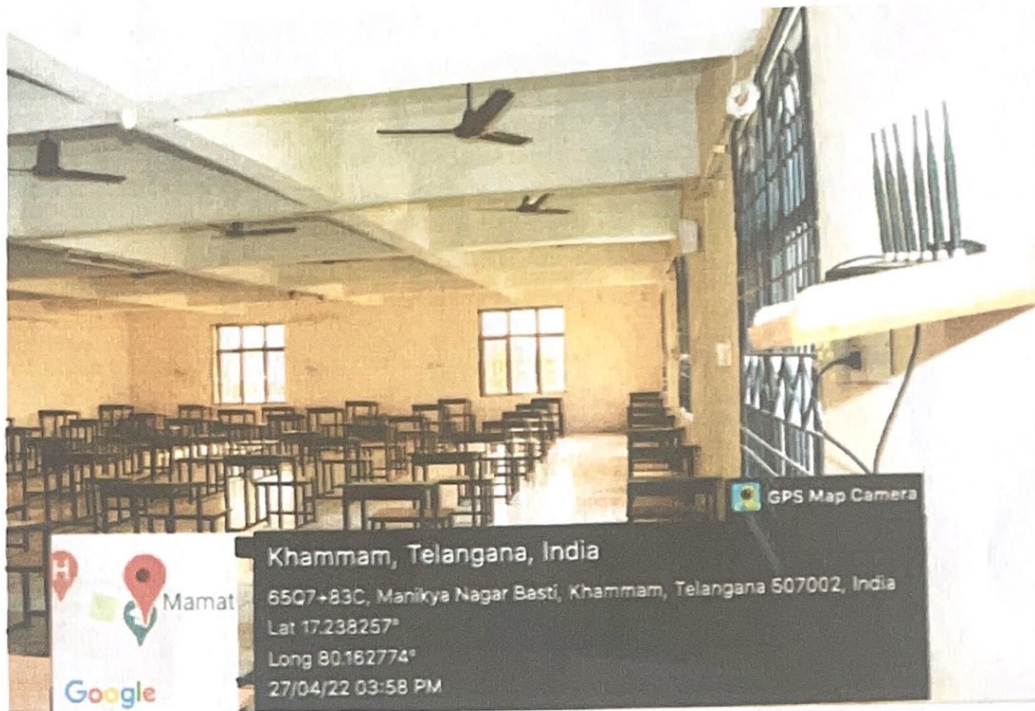 GPS Map Camera
Khammam, Telangana, India
65Q7+83C, Manikya Nagar Basti, Khammam, Telangana 507002, India
Lat 17.238257°
Long 80.162774°
27/04/22 03:58 PM
H
Mamat
Google